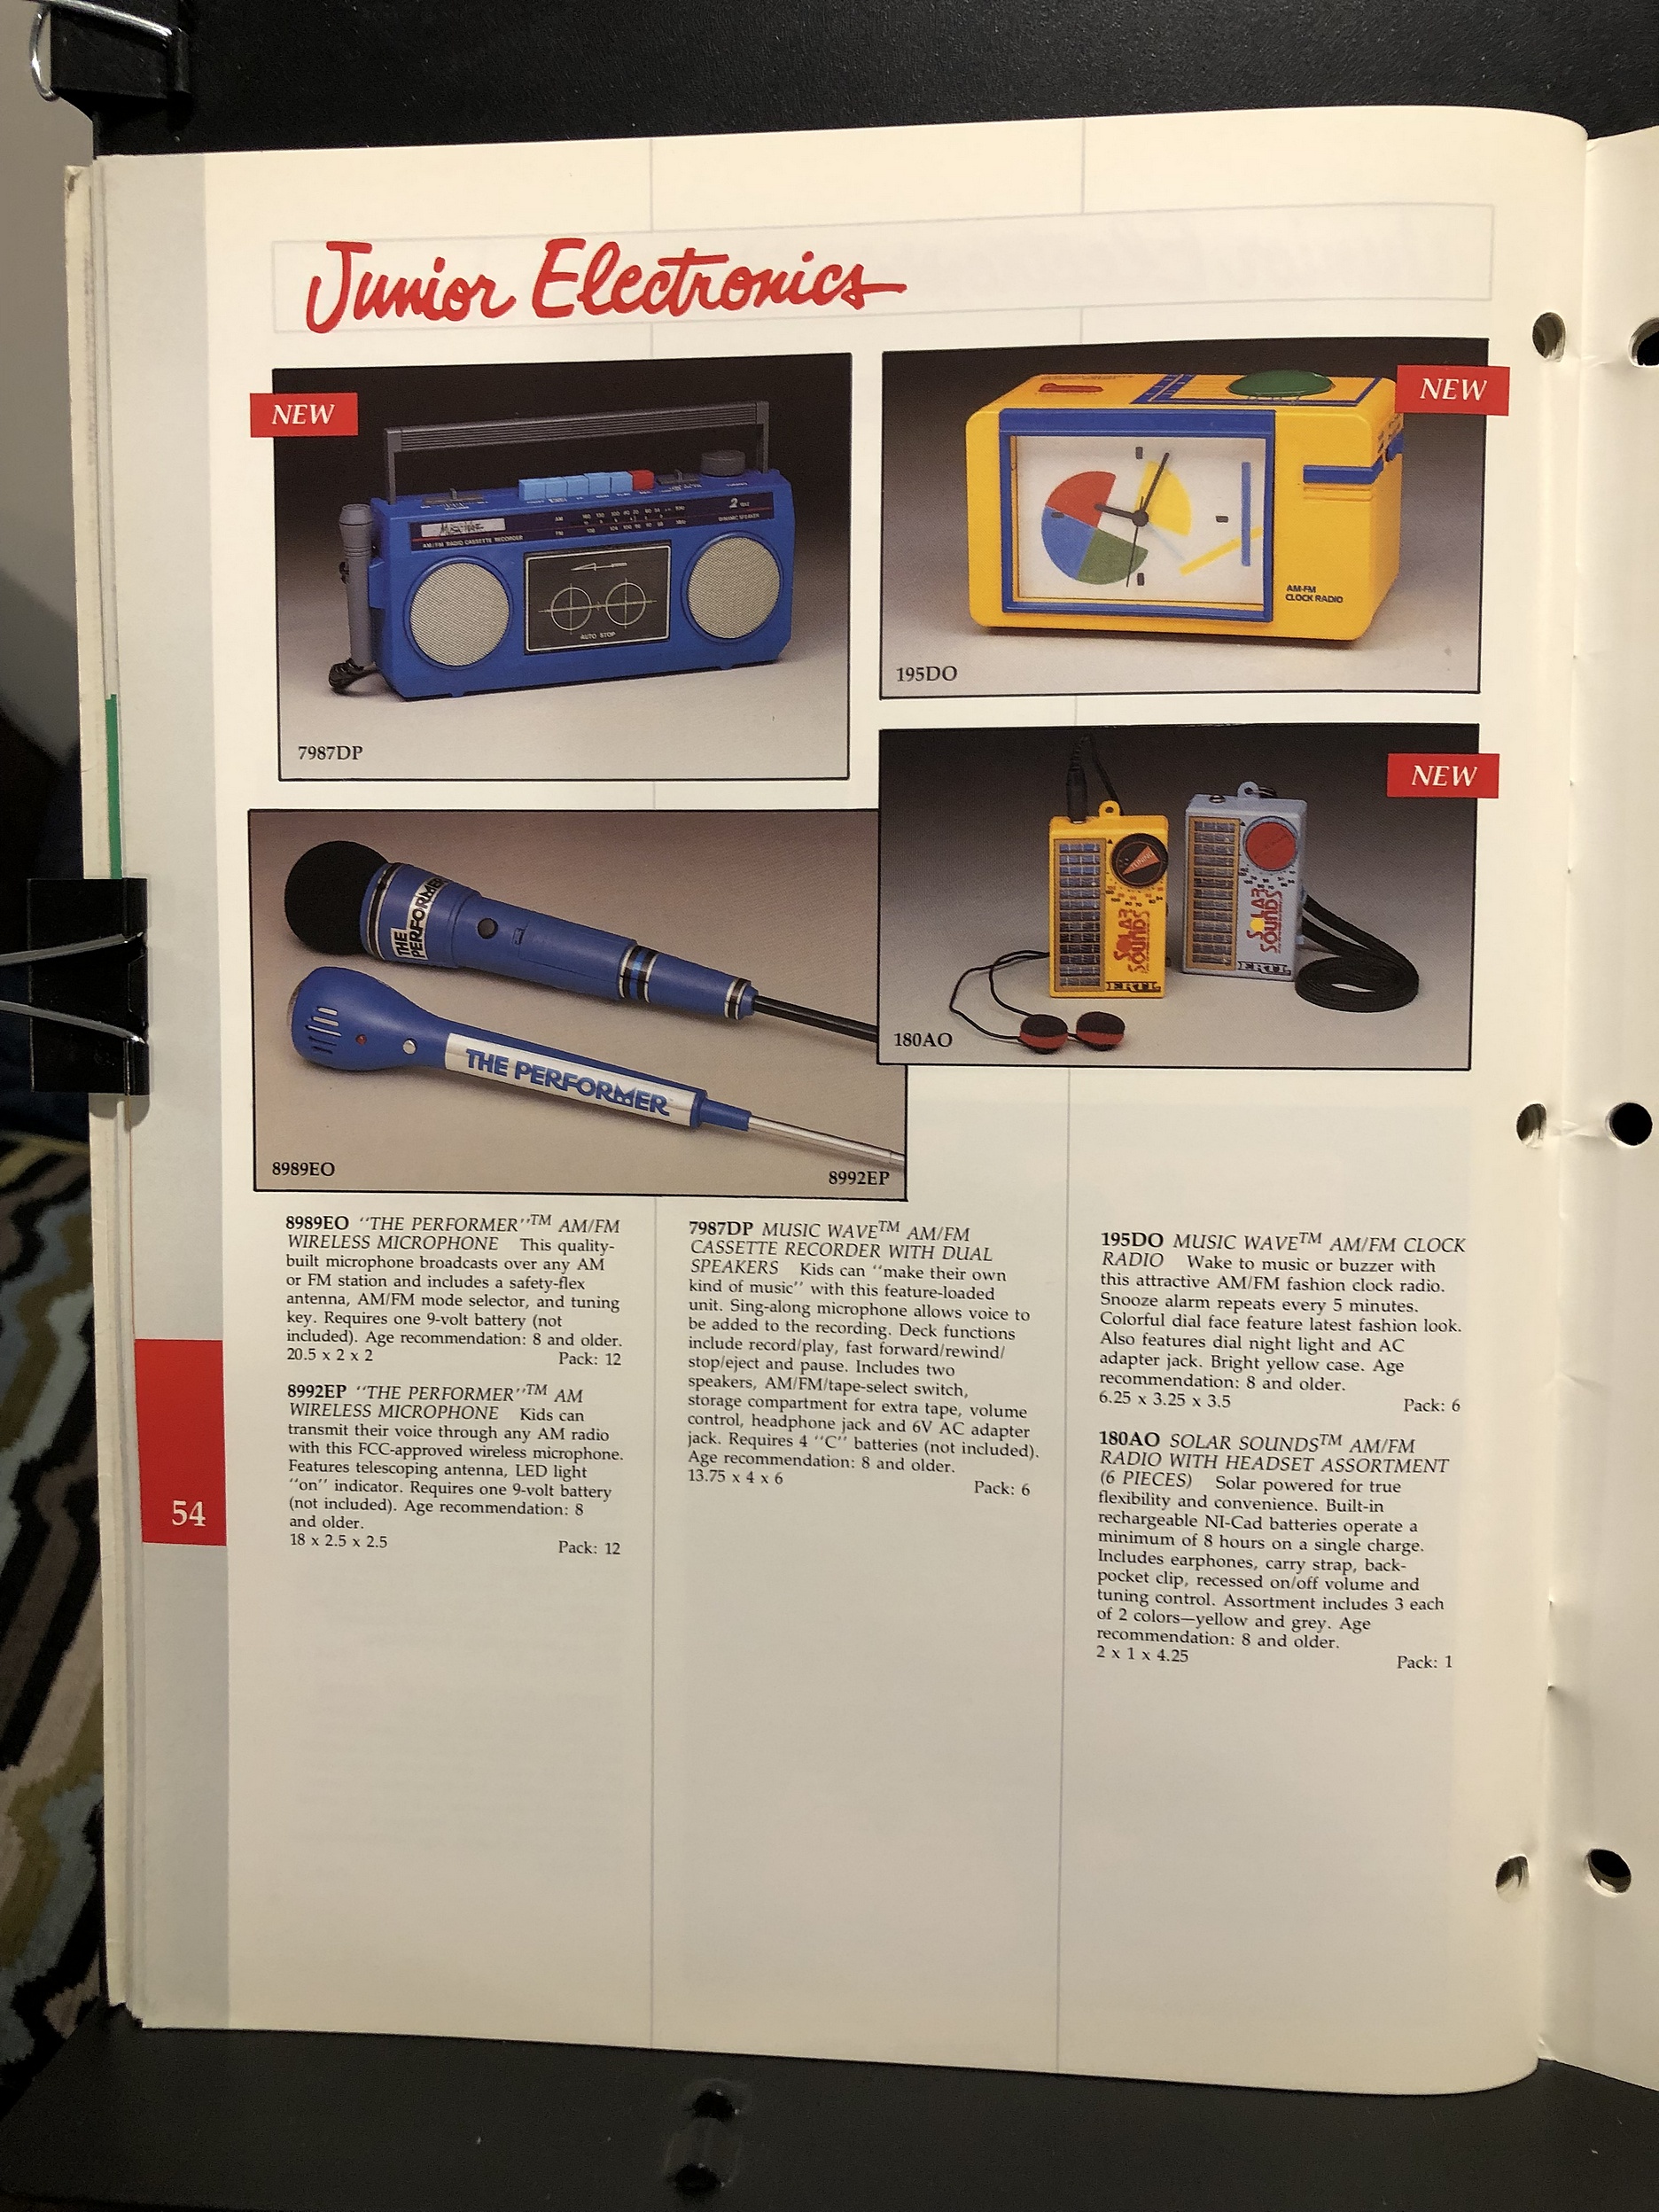 Junior Electronics
NEW
7987DP
2 WAY
DYNAMIC SPEAKER
AM
FM
AM/FM RADIO CASSETTE RECORDER
AUTO STOP
NEW
AM-FM
CLOCK RADIO
195DO
NEW
TUNING
SOLAR
SOUNDS
ERTL
SOLAR
SOUNDS
ERTL
180AO
THE
PERFORMER
THE PERFORMER
8989EO
8992EP
8989EO "THE PERFORMER"™ AM/FM
WIRELESS MICROPHONE This quality-
built microphone broadcasts over any AM
or FM station and includes a safety-flex
antenna, AM/FM mode selector, and tuning
key. Requires one 9-volt battery (not
included). Age recommendation: 8 and older.
20.5 x 2 x 2 Pack: 12
8992EP "THE PERFORMER"™ AM
WIRELESS MICROPHONE Kids can
transmit their voice through any AM radio
with this FCC-approved wireless microphone.
Features telescoping antenna, LED light
"on" indicator. Requires one 9-volt battery
(not included). Age recommendation: 8
and older.
18 x 2.5 x 2.5 Pack: 12
7987DP MUSIC WAVE™ AM/FM
CASSETTE RECORDER WITH DUAL
SPEAKERS Kids can "make their own
kind of music" with this feature-loaded
unit. Sing-along microphone allows voice to
be added to the recording. Deck functions
include record/play, fast forward/rewind/
stop/eject and pause. Includes two
speakers, AM/FM/tape-select switch,
storage compartment for extra tape, volume
control, headphone jack and 6V AC adapter
jack. Requires 4 "C" batteries (not included).
Age recommendation: 8 and older.
13.75 x 4 x 6 Pack: 6
195DO MUSIC WAVE™ AM/FM CLOCK
RADIO Wake to music or buzzer with
this attractive AM/FM fashion clock radio.
Snooze alarm repeats every 5 minutes.
Colorful dial face feature latest fashion look.
Also features dial night light and AC
adapter jack. Bright yellow case. Age
recommendation: 8 and older.
6.25 x 3.25 x 3.5 Pack: 6
180AO SOLAR SOUNDS™ AM/FM
RADIO WITH HEADSET ASSORTMENT
(6 PIECES) Solar powered for true
flexibility and convenience. Built-in
rechargeable NI-Cad batteries operate a
minimum of 8 hours on a single charge.
Includes earphones, carry strap, back-
pocket clip, recessed on/off volume and
tuning control. Assortment includes 3 each
of 2 colors—yellow and grey. Age
recommendation: 8 and older.
2 x 1 x 4.25 Pack: 1
54